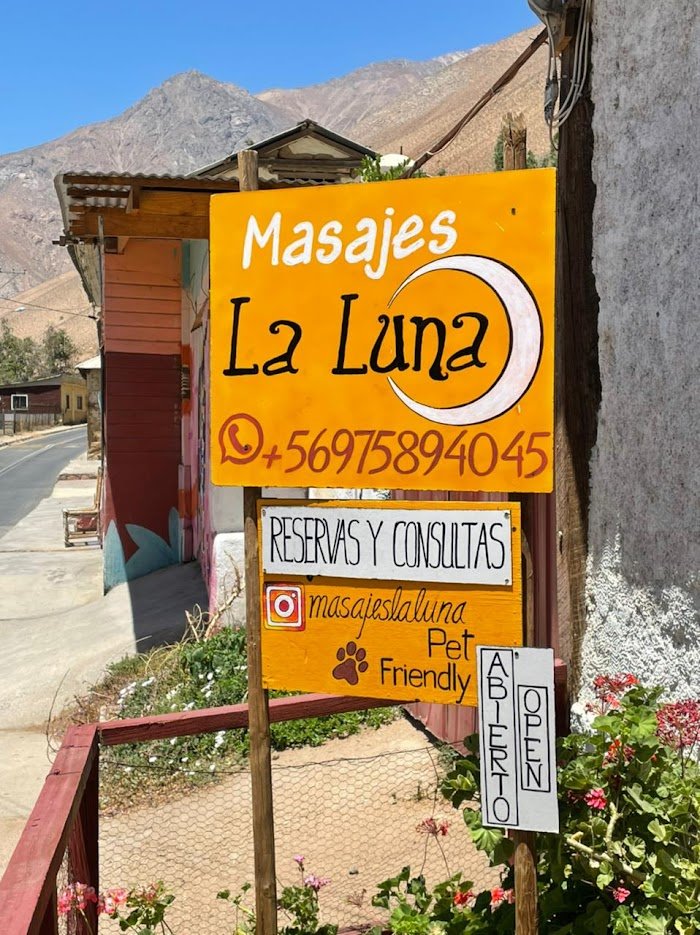 Masajes
La Luna
+56975894045
RESERVAS Y CONSULTAS
masajeslaluna
Pet
Friendly
ABIERTO
OPEN